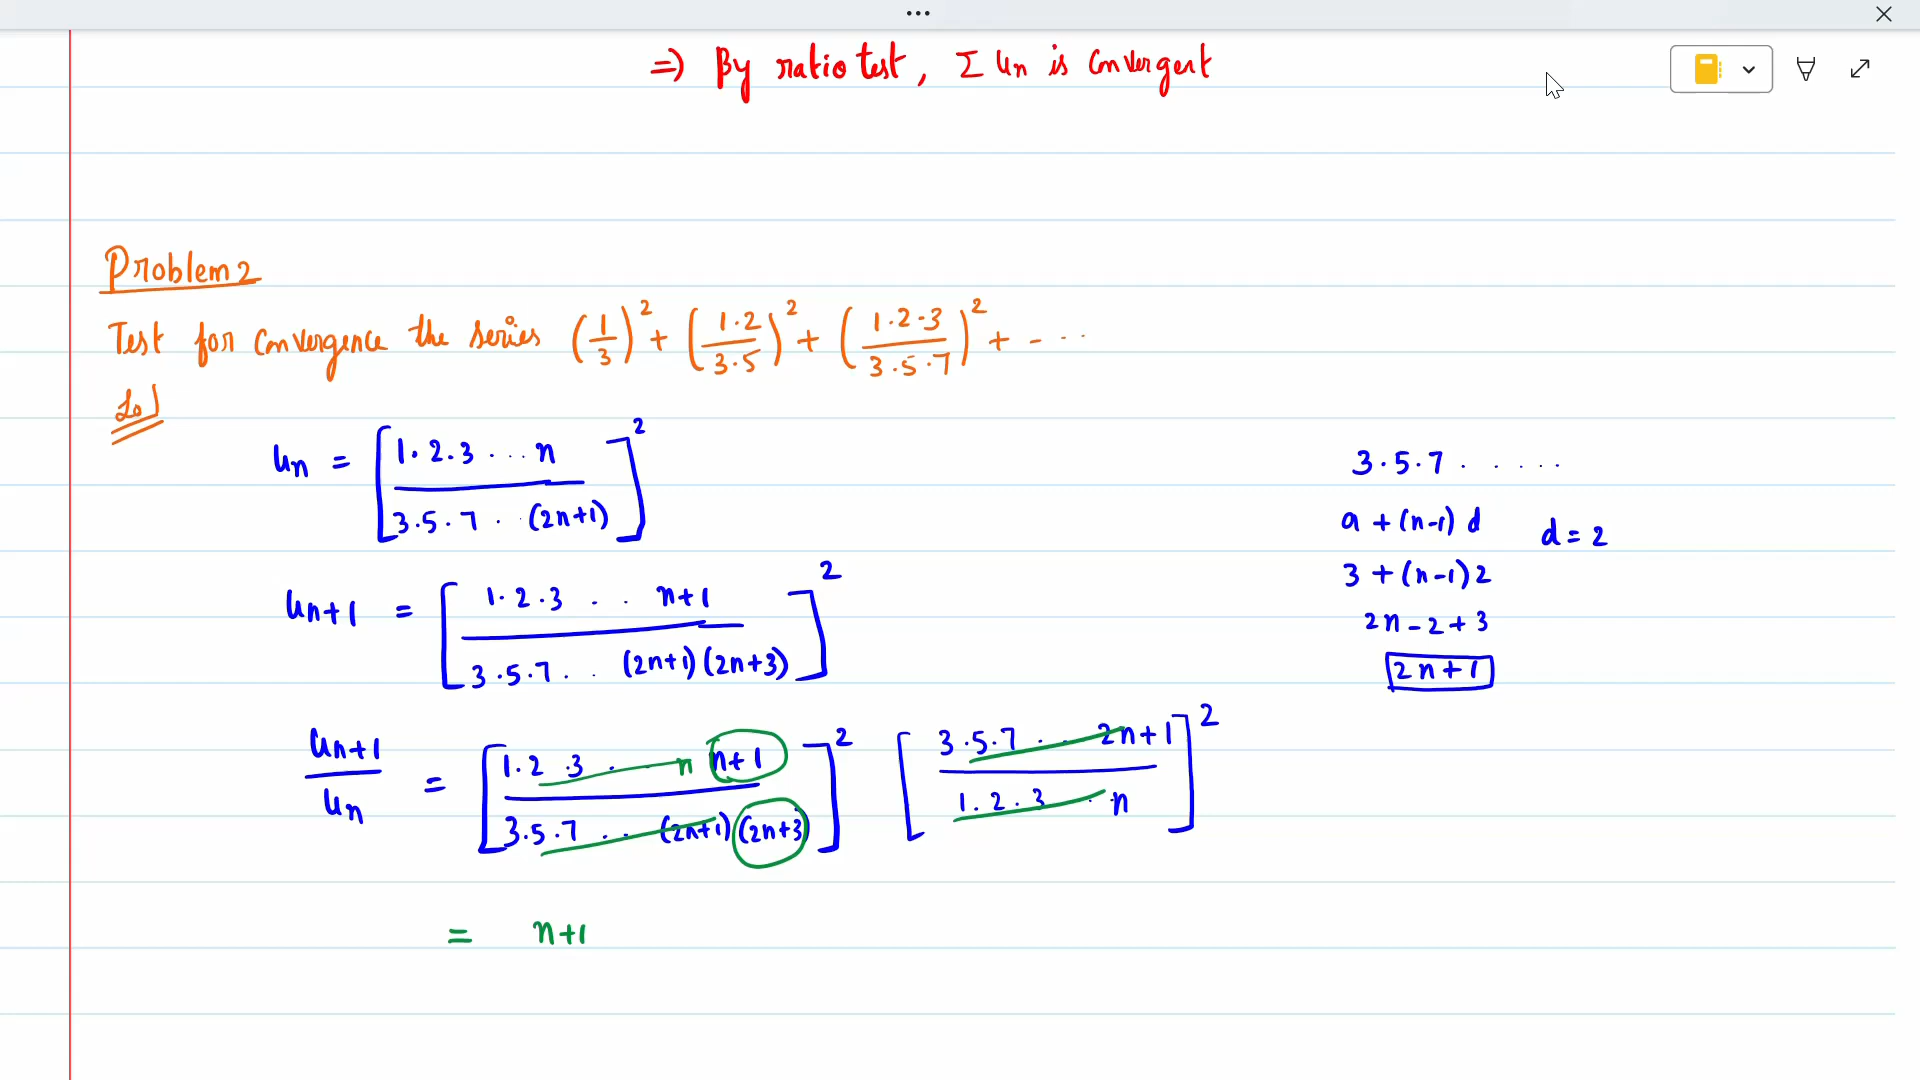 ⇒ By ratio test, Σ un is convergent
Problem 2
Test for convergence the series (1/3)² + (1·2/3·5)² + (1·2·3/3·5·7)² + - ...
Sol
un = [1·2·3 ... n / 3·5·7 .. (2n+1)]²
un+1 = [1·2·3 .. n+1 / 3·5·7 .. (2n+1)(2n+3)]²
un+1/un = [1·2·3 .. n n+1 / 3·5·7 ... (2n+1)(2n+3)]² [3·5·7 .. 2n+1 / 1·2·3 .. n]²
= n+1
3·5·7 . . . . . .
a + (n-1) d d = 2
3 + (n-1) 2
2n - 2 + 3
2n + 1